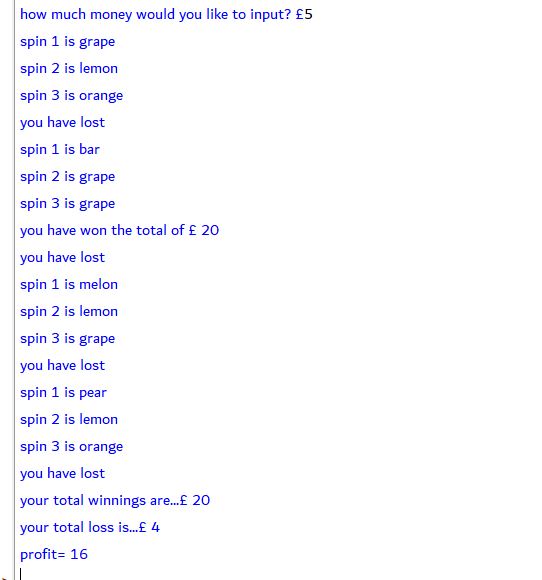 how much money would you like to input? £5
spin 1 is grape
spin 2 is lemon
spin 3 is orange
you have lost
spin 1 is bar
spin 2 is grape
spin 3 is grape
you have won the total of £ 20
you have lost
spin 1 is melon
spin 2 is lemon
spin 3 is grape
you have lost
spin 1 is pear
spin 2 is lemon
spin 3 is orange
you have lost
your total winnings are...£ 20
your total loss is...£ 4
profit= 16